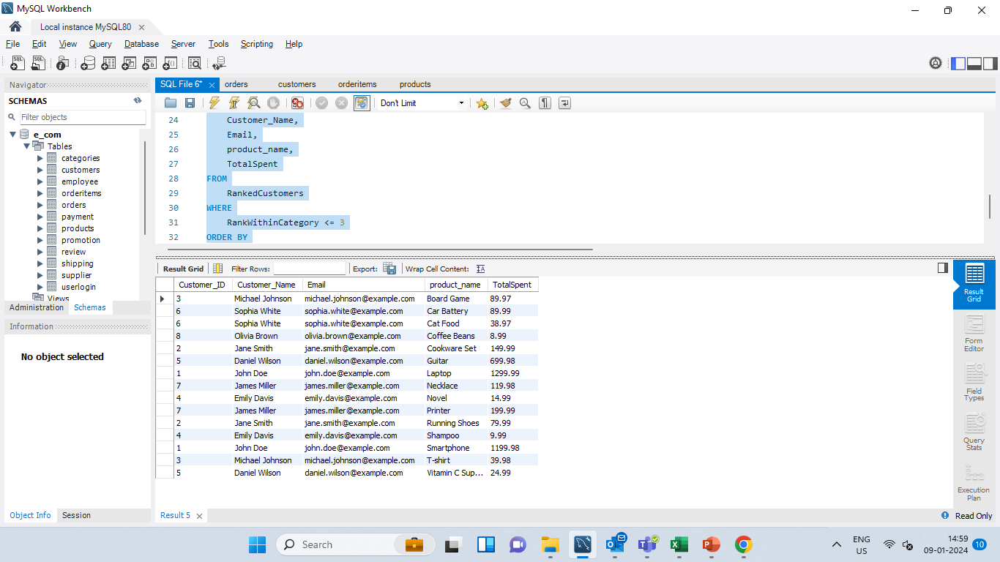 MySQL Workbench
Local instance MySQL80
File Edit View Query Database Server Tools Scripting Help
Navigator
SCHEMAS
Filter objects
e_com
Tables
categories
customers
employee
orderitems
orders
payment
products
promotion
review
shipping
supplier
userlogin
Views
Administration Schemas
Information
No object selected
Object Info Session
SQL File 6* orders customers orderitems products
Don't Limit
24 Customer_Name,
25 Email,
26 product_name,
27 TotalSpent
28 FROM
29 RankedCustomers
30 WHERE
31 RankWithinCategory <= 3
32 ORDER BY
Result Grid Filter Rows: Export: Wrap Cell Content:
Customer_ID Customer_Name Email product_name TotalSpent
3 Michael Johnson michael.johnson@example.com Board Game 89.97
6 Sophia White sophia.white@example.com Car Battery 89.99
6 Sophia White sophia.white@example.com Cat Food 38.97
8 Olivia Brown olivia.brown@example.com Coffee Beans 8.99
2 Jane Smith jane.smith@example.com Cookware Set 149.99
5 Daniel Wilson daniel.wilson@example.com Guitar 699.98
1 John Doe john.doe@example.com Laptop 1299.99
7 James Miller james.miller@example.com Necklace 119.98
4 Emily Davis emily.davis@example.com Novel 14.99
7 James Miller james.miller@example.com Printer 199.99
2 Jane Smith jane.smith@example.com Running Shoes 79.99
4 Emily Davis emily.davis@example.com Shampoo 9.99
1 John Doe john.doe@example.com Smartphone 1199.98
3 Michael Johnson michael.johnson@example.com T-shirt 39.98
5 Daniel Wilson daniel.wilson@example.com Vitamin C Sup... 24.99
Result
Grid
Form
Editor
Field
Types
Query
Stats
Execution
Plan
Result 5
Read Only
Search
ENG
US
14:59
09-01-2024
10